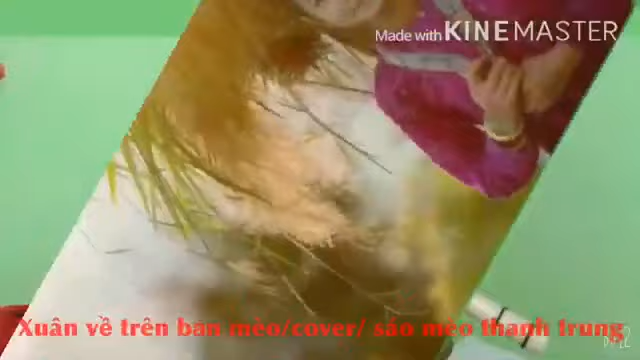 Made with KINEMASTER
Xuân về trên bản mèo/cover/ sáo mèo thanh trung